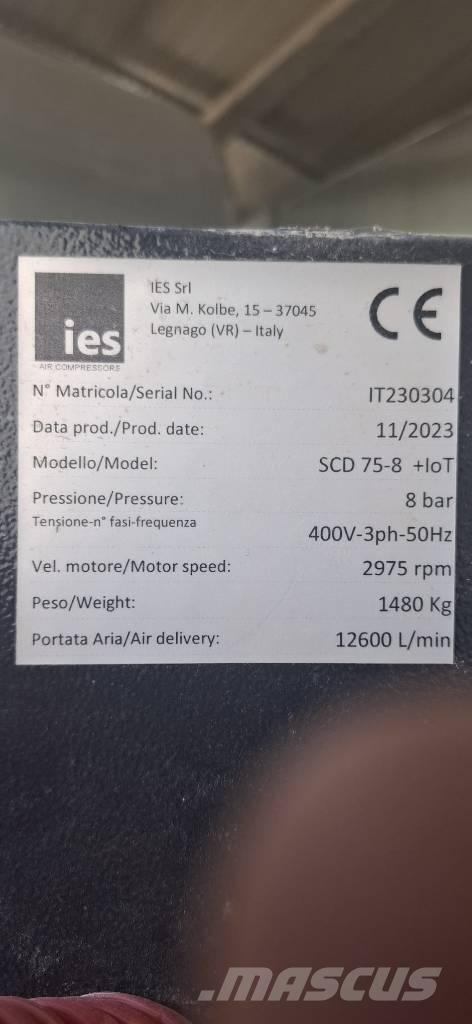 ies
AIR COMPRESSORS
IES Srl
Via M. Kolbe, 15 – 37045
Legnago (VR) – Italy
CE
N° Matricola/Serial No.: IT230304
Data prod./Prod. date: 11/2023
Modello/Model: SCD 75-8 +IoT
Pressione/Pressure: 8 bar
Tensione-n° fasi-frequenza 400V-3ph-50Hz
Vel. motore/Motor speed: 2975 rpm
Peso/Weight: 1480 Kg
Portata Aria/Air delivery: 12600 L/min
MASCUS